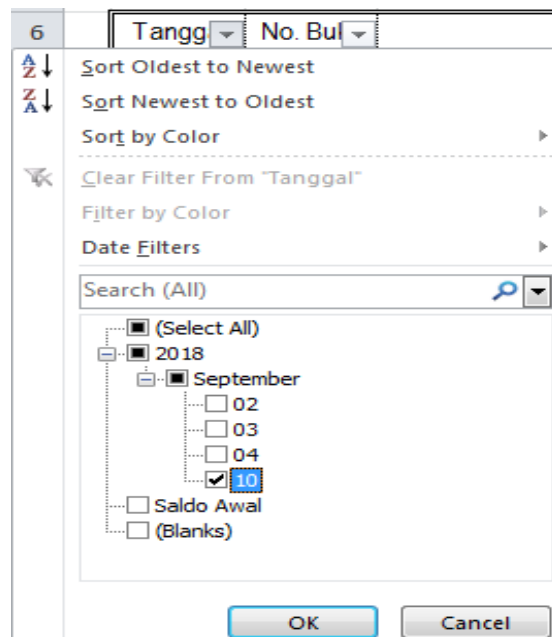 6 Tangg No. Bul
Sort Oldest to Newest
Sort Newest to Oldest
Sort by Color
Clear Filter From "Tanggal"
Filter by Color
Date Filters
Search (All)
(Select All)
2018
September
02
03
04
10
Saldo Awal
(Blanks)
OK Cancel